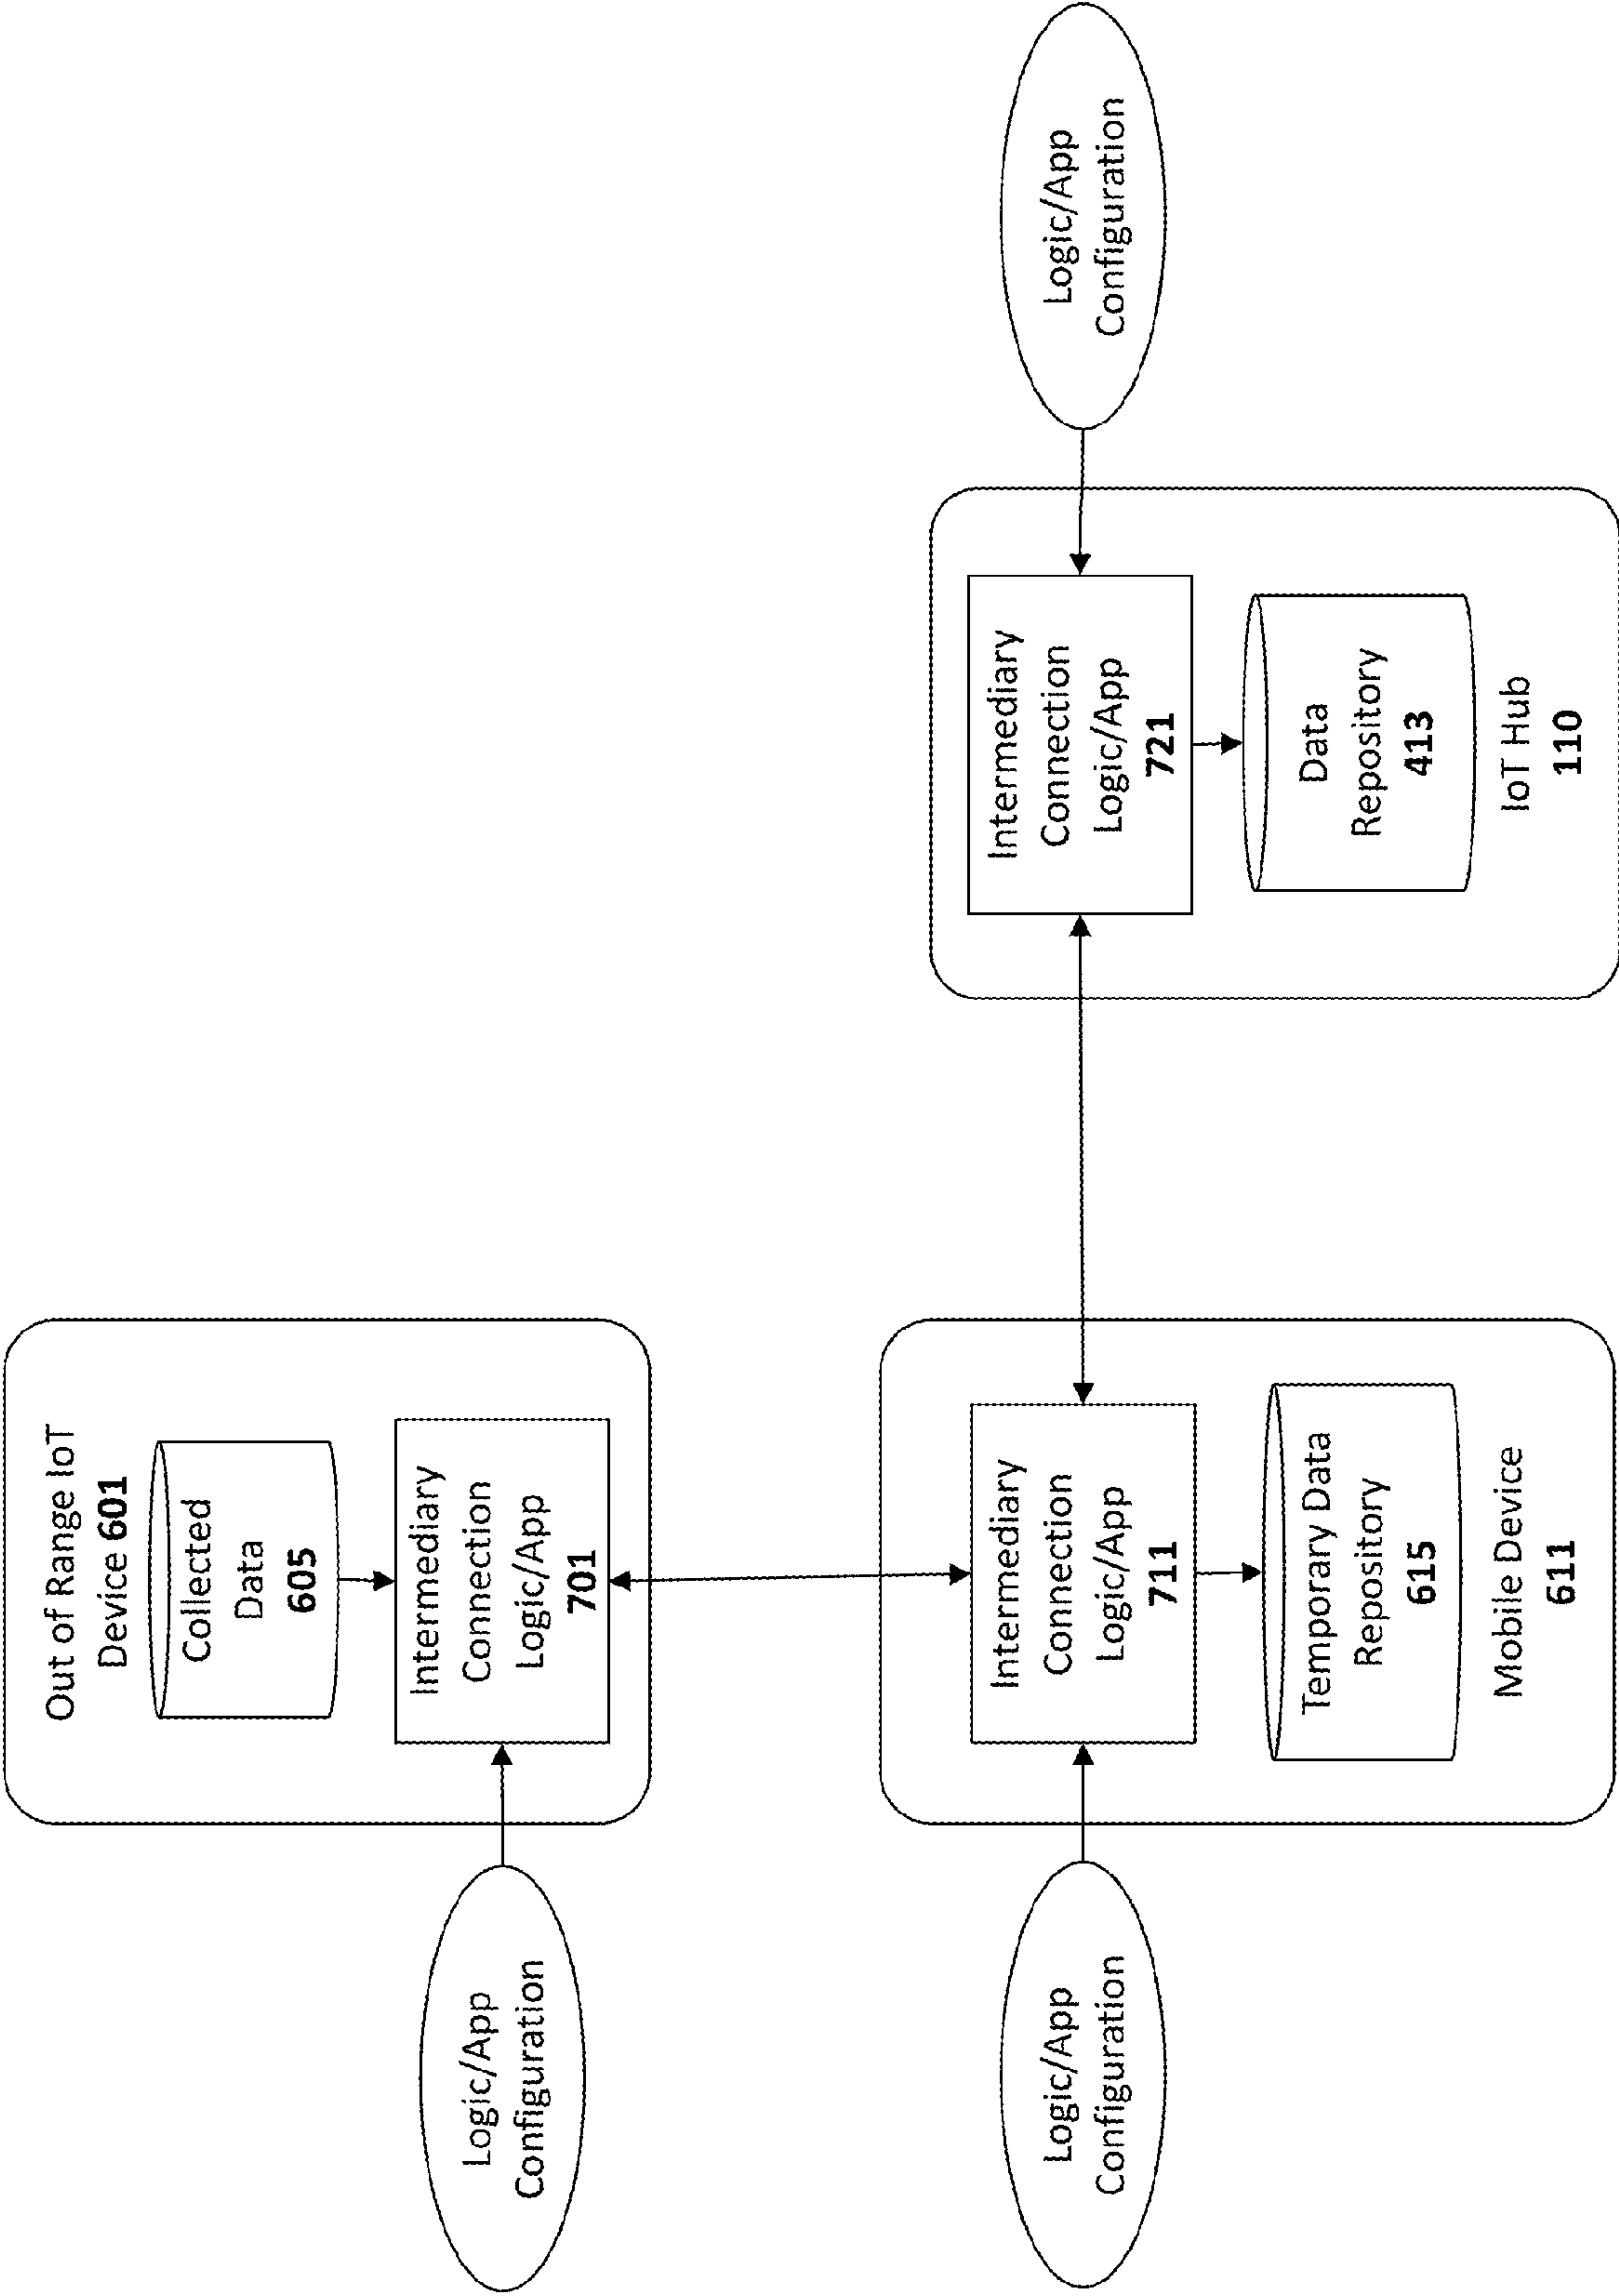 Out of Range IoT
Device 601
Collected
Data
605
Intermediary
Connection
Logic/App
701
Logic/App
Configuration
Logic/App
Configuration
Intermediary
Connection
Logic/App
711
Temporary Data
Repository
615
Mobile Device
611
Intermediary
Connection
Logic/App
721
Data
Repository
413
IoT Hub
110
Logic/App
Configuration